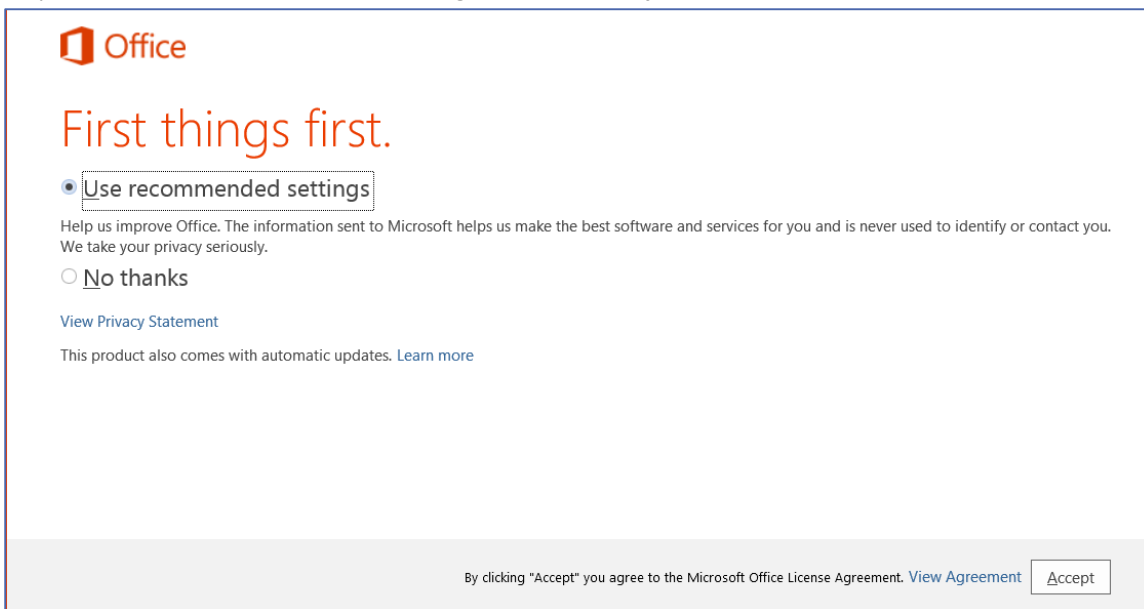 Office
First things first.
Use recommended settings
Help us improve Office. The information sent to Microsoft helps us make the best software and services for you and is never used to identify or contact you.
We take your privacy seriously.
No thanks
View Privacy Statement
This product also comes with automatic updates. Learn more
By clicking "Accept" you agree to the Microsoft Office License Agreement. View Agreement Accept